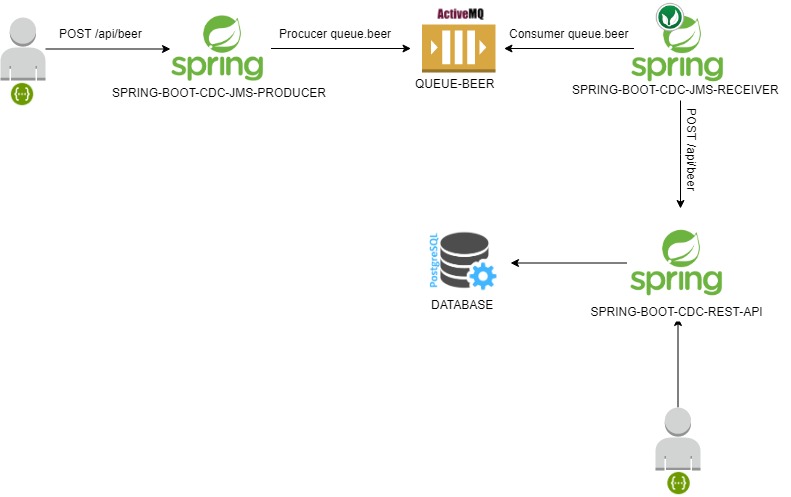 ActiveMQ
POST /api/beer
spring
Procucer queue.beer
Consumer queue.beer
spring
SPRING-BOOT-CDC-JMS-PRODUCER
QUEUE-BEER
SPRING-BOOT-CDC-JMS-RECEIVER
POST /api/beer
PostgreSQL
spring
DATABASE
SPRING-BOOT-CDC-REST-API